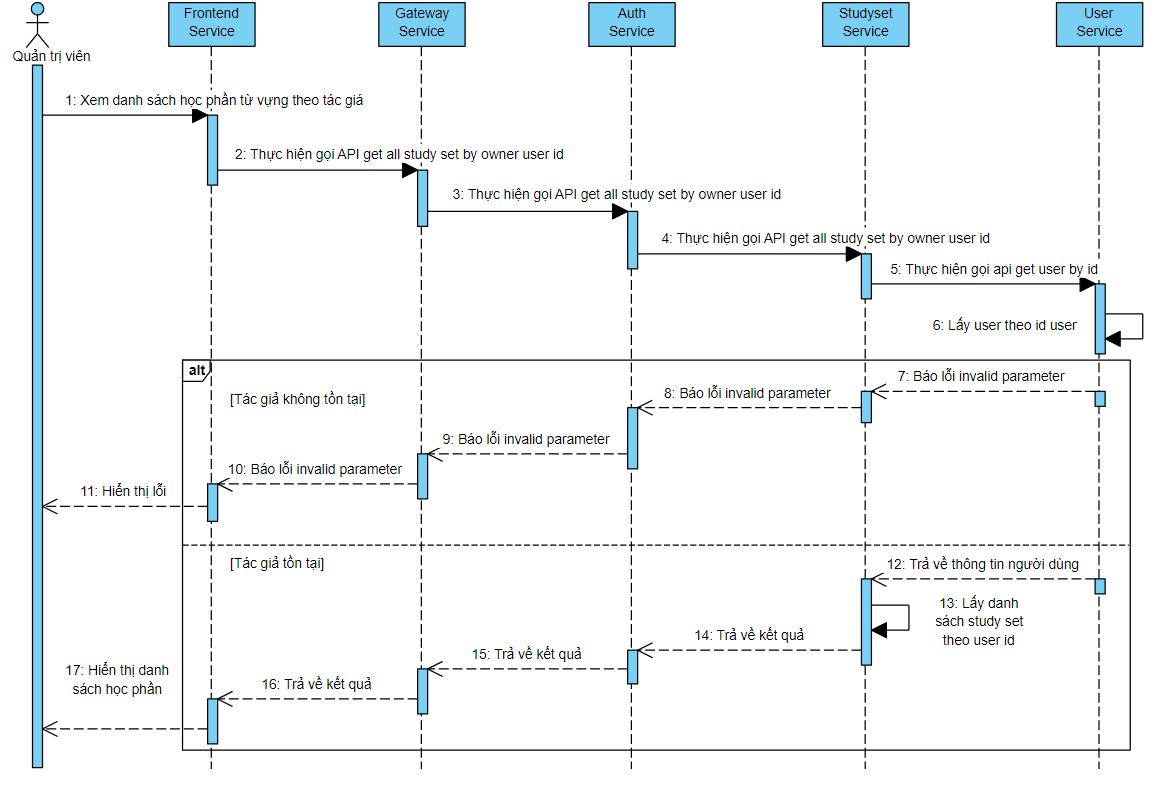 Frontend
Service
Gateway
Service
Auth
Service
Studyset
Service
User
Service
Quản trị viên
1: Xem danh sách học phần từ vựng theo tác giá
2: Thực hiện gọi API get all study set by owner user id
3: Thực hiện gọi API get all study set by owner user id
4: Thực hiện gọi API get all study set by owner user id
5: Thực hiện gọi api get user by id
6: Lấy user theo id user
alt
7: Báo lỗi invalid parameter
[Tác giả không tồn tại]
8: Báo lỗi invalid parameter
9: Báo lỗi invalid parameter
10: Báo lỗi invalid parameter
11: Hiển thị lỗi
[Tác giả tồn tại]
12: Trả về thông tin người dùng
13: Lấy danh
sách study set
theo user id
14: Trả về kết quả
15: Trả về kết quả
16: Trả về kết quả
17: Hiển thị danh
sách học phần